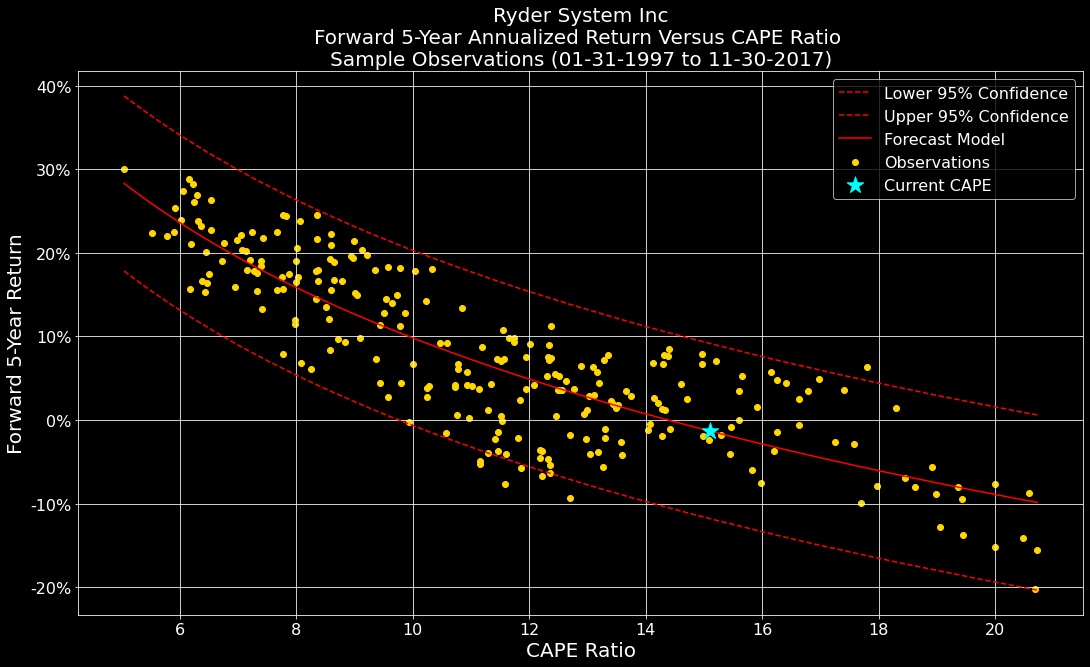 Ryder System Inc
Forward 5-Year Annualized Return Versus CAPE Ratio
Sample Observations (01-31-1997 to 11-30-2017)
Lower 95% Confidence
Upper 95% Confidence
Forecast Model
Observations
Current CAPE
Forward 5-Year Return
40%
30%
20%
10%
0%
-10%
-20%
6 8 10 12 14 16 18 20
CAPE Ratio